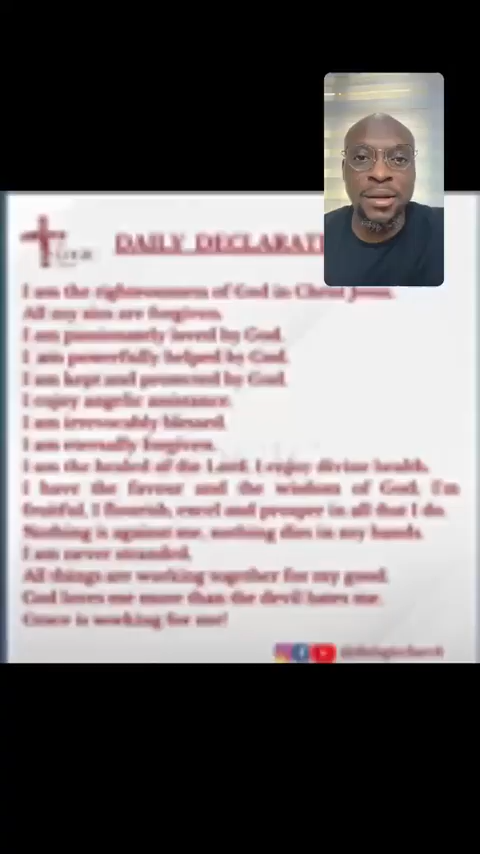 DAILY DECLARAT
I am the righteousness of God in Christ Jesus.
All my sins are forgiven.
I am passionately loved by God.
I am powerfully helped by God.
I am kept and protected by God.
I enjoy angelic assistance.
I am irrevocably blessed.
I am eternally forgiven.
I am the healed of the Lord. I enjoy divine health.
I have the favour and the wisdom of God. I'm
fruitful, I flourish, excel and prosper in all that I do.
Nothing is against me, nothing dies in my hands.
I am never stranded.
All things are working together for my good.
God loves me more than the devil hates me.
Grace is working for me!